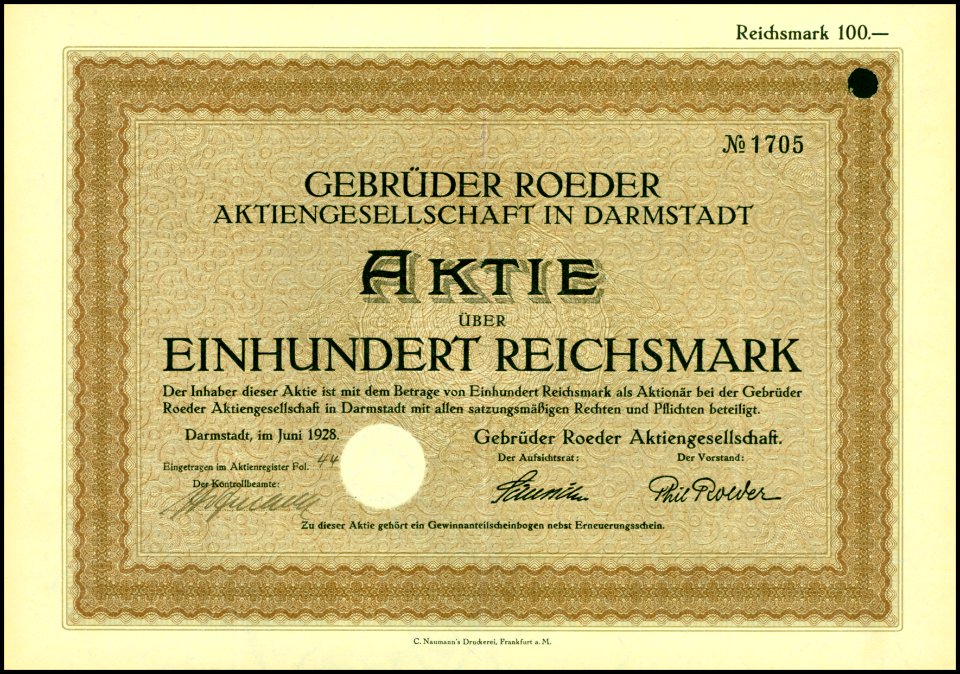 Reichsmark 100.—
№ 1705
GEBRÜDER ROEDER
AKTIENGESELLSCHAFT IN DARMSTADT
AKTIE
ÜBER
EINHUNDERT REICHSMARK
Der Inhaber dieser Aktie ist mit dem Betrage von Einhundert Reichsmark als Aktionär bei der Gebrüder
Roeder Aktiengesellschaft in Darmstadt mit allen satzungsmäßigen Rechten und Pflichten beteiligt.
Darmstadt, im Juni 1928.
Gebrüder Roeder Aktiengesellschaft.
Der Aufsichtsrat:
Der Vorstand:
Eingetragen im Aktienregister Fol. 44
Der Kontrollbeamte:
Phil Roeder
Zu dieser Aktie gehört ein Gewinnanteilscheinbogen nebst Erneuerungsschein.
C. Naumann's Druckerei, Frankfurt a. M.